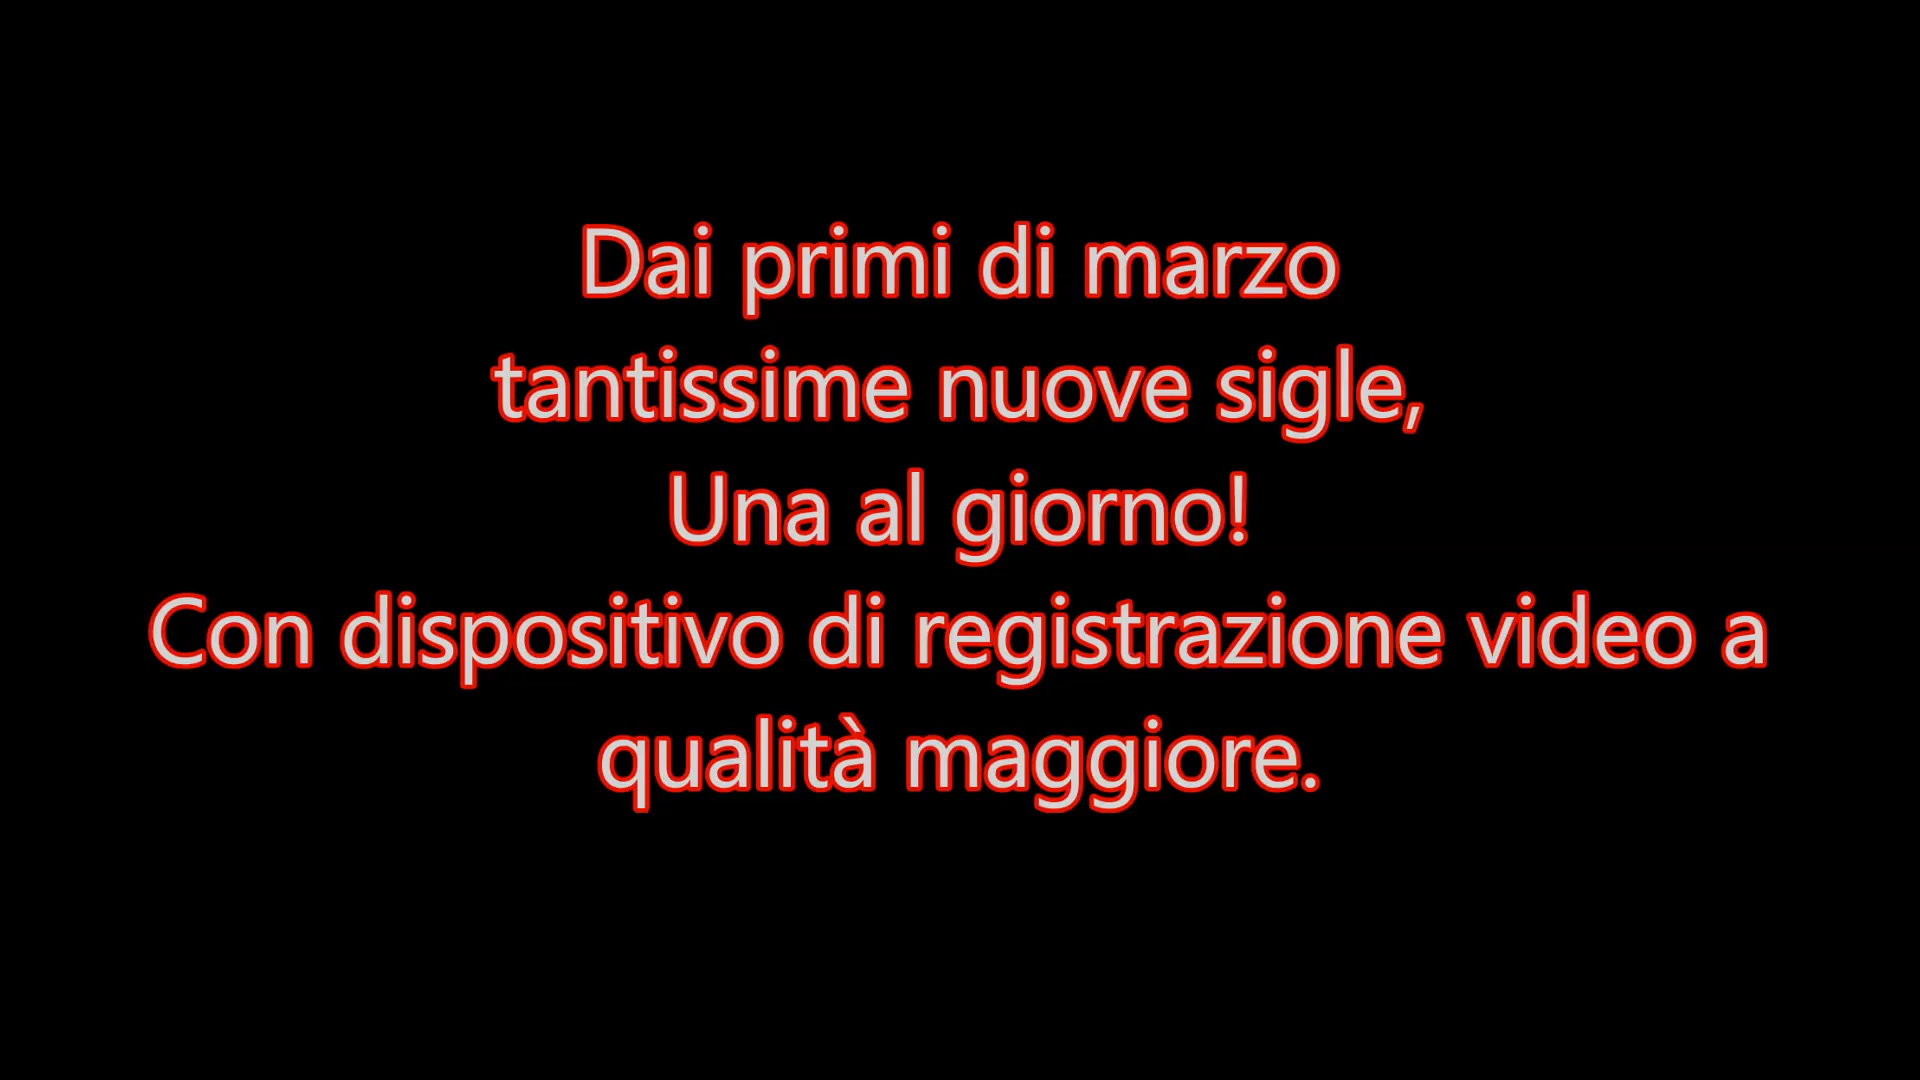 Dai primi di marzo
tantissime nuove sigle,
Una al giorno!
Con dispositivo di registrazione video a
qualità maggiore.